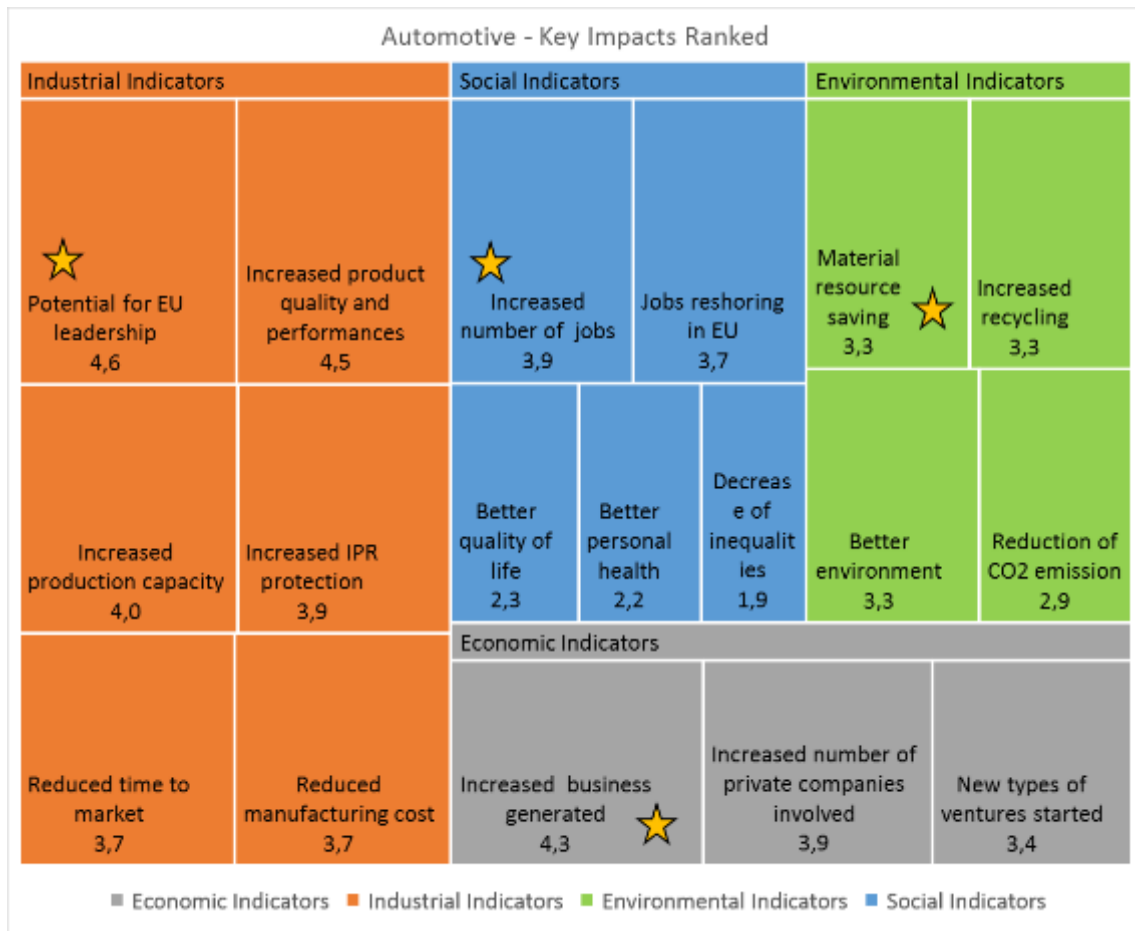 Automotive - Key Impacts Ranked
Industrial Indicators
Potential for EU
leadership
4,6
Increased product
quality and
performances
4,5
Increased
production capacity
4,0
Increased IPR
protection
3,9
Reduced time to
market
3,7
Reduced
manufacturing cost
3,7
Social Indicators
Increased
number of jobs
3,9
Jobs reshoring
in EU
3,7
Better
quality of
life
2,3
Better
personal
health
2,2
Decreas
e of
inequalit
ies
1,9
Environmental Indicators
Material
resource
saving
3,3
Increased
recycling
3,3
Better
environment
3,3
Reduction of
CO2 emission
2,9
Economic Indicators
Increased business
generated
4,3
Increased number of
private companies
involved
3,9
New types of
ventures started
3,4
Economic Indicators
Industrial Indicators
Environmental Indicators
Social Indicators